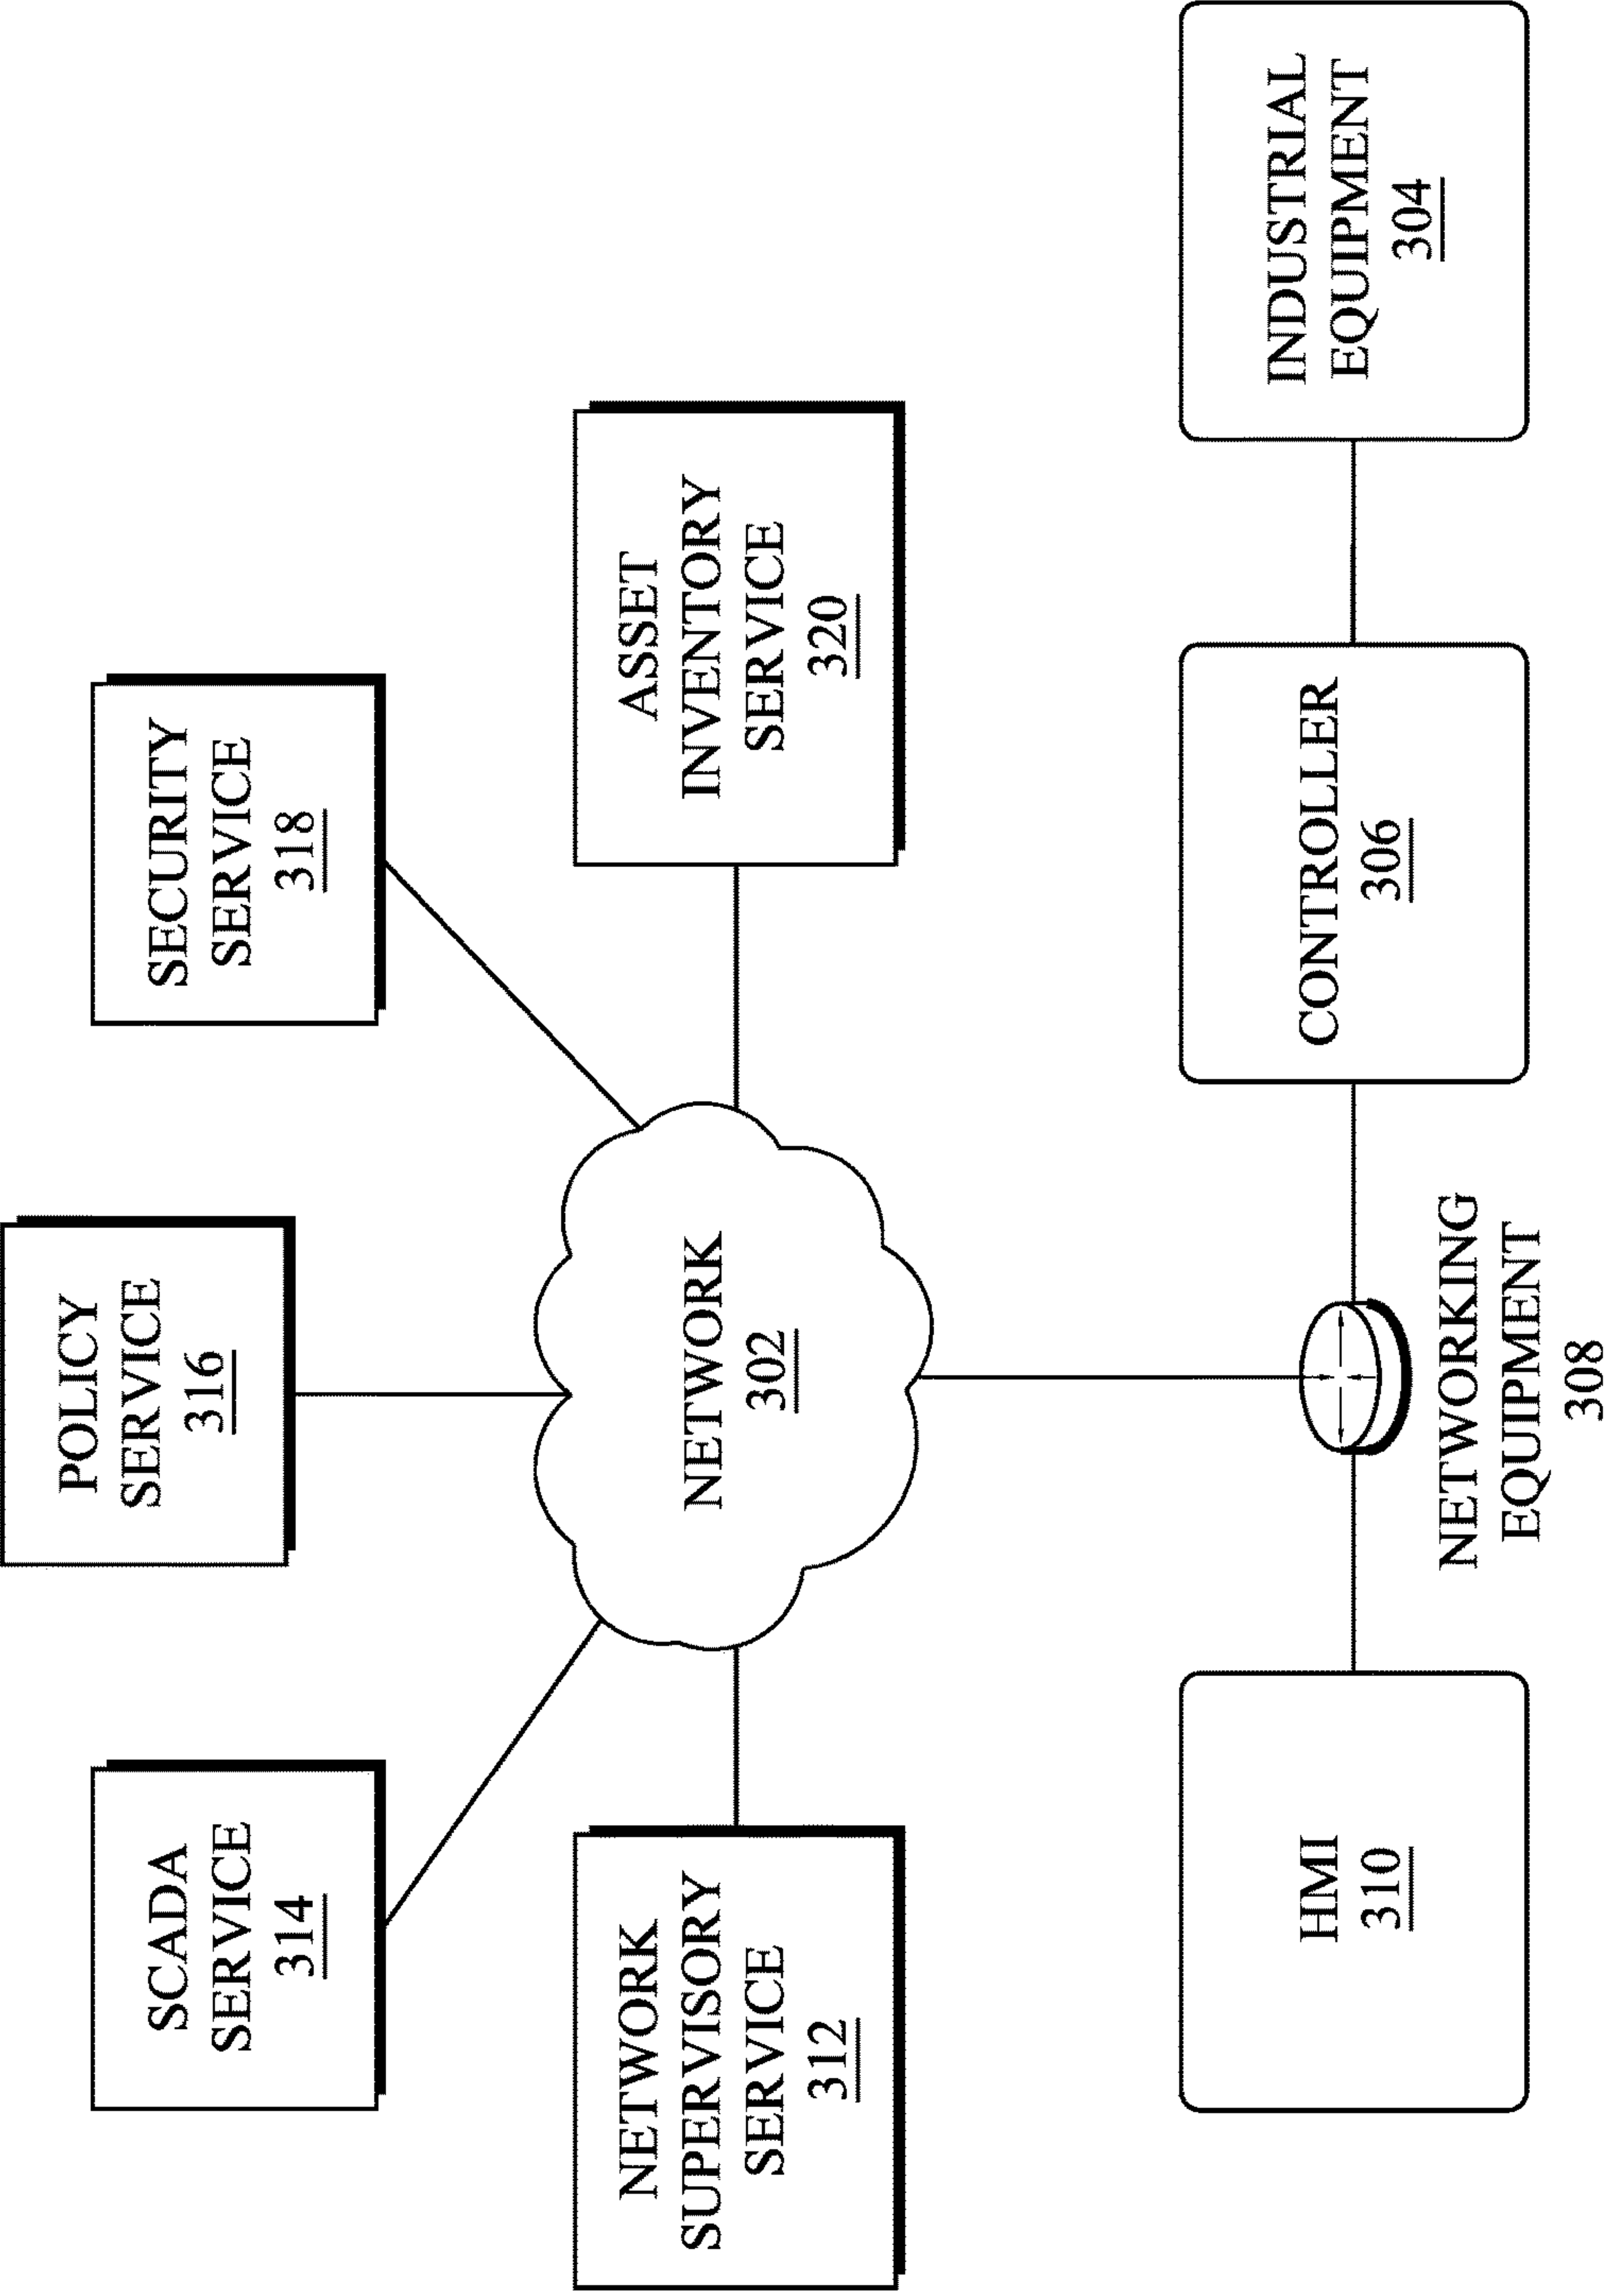 POLICY
SERVICE
316
SCADA
SERVICE
314
SECURITY
SERVICE
318
NETWORK
SUPERVISORY
SERVICE
312
NETWORK
302
ASSET
INVENTORY
SERVICE
320
HMI
310
NETWORKING
EQUIPMENT
308
CONTROLLER
306
INDUSTRIAL
EQUIPMENT
304